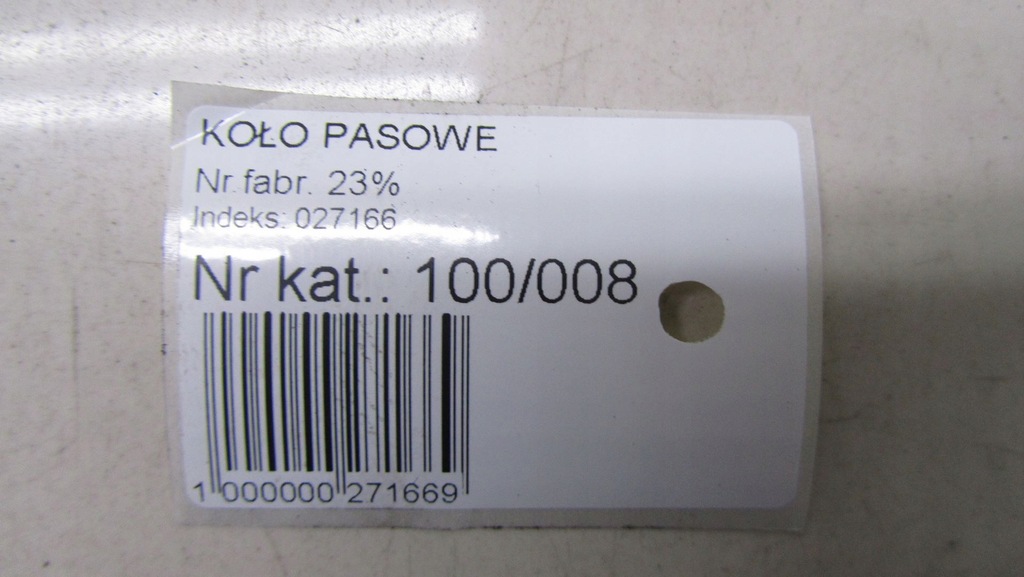 KOŁO PASOWE
Nr fabr. 23%
Indeks: 027166
Nr kat.: 100/008
1 000000 271669